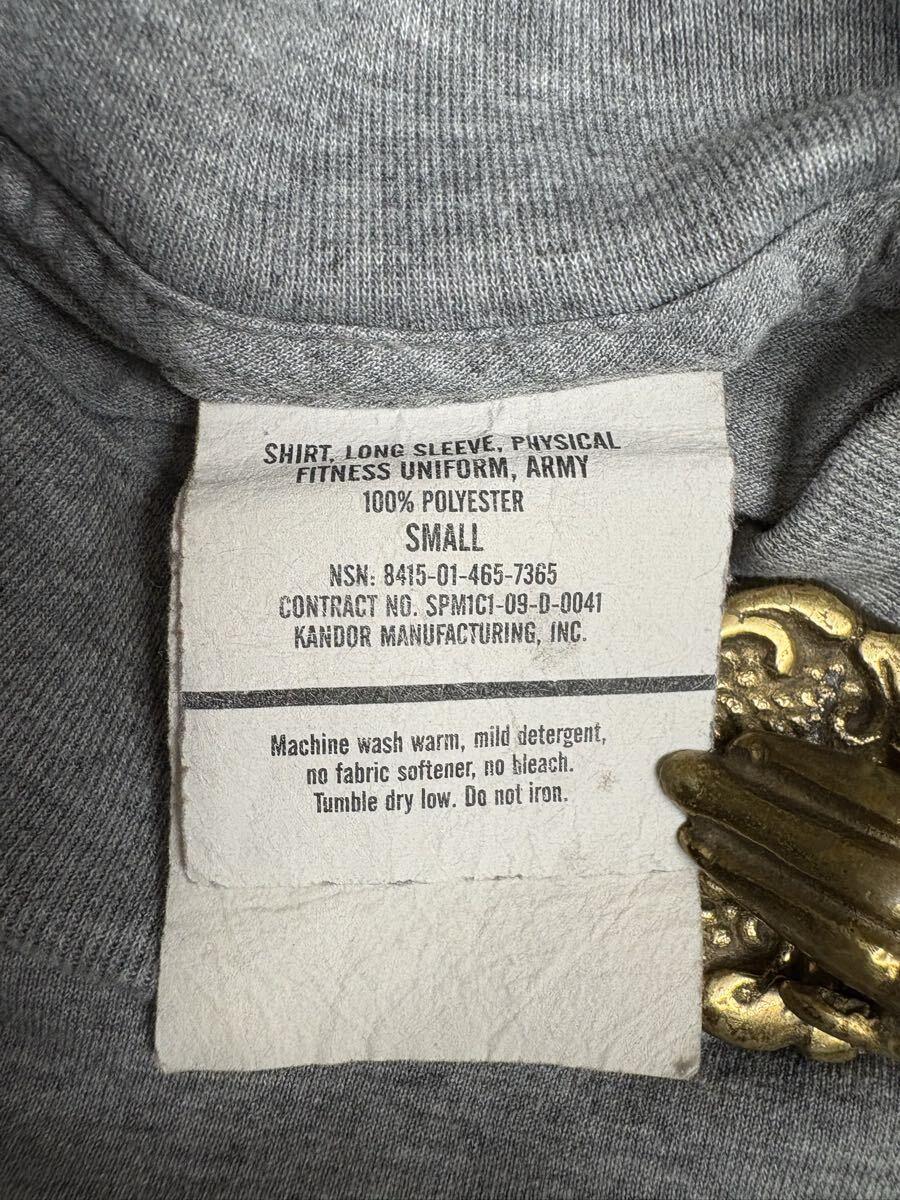 SHIRT, LONG SLEEVE, PHYSICAL
FITNESS UNIFORM, ARMY
100% POLYESTER
SMALL
NSN: 8415-01-465-7365
CONTRACT NO. SPM1C1-09-D-0041
KANDOR MANUFACTURING, INC.
Machine wash warm, mild detergent,
no fabric softener, no bleach.
Tumble dry low. Do not iron.